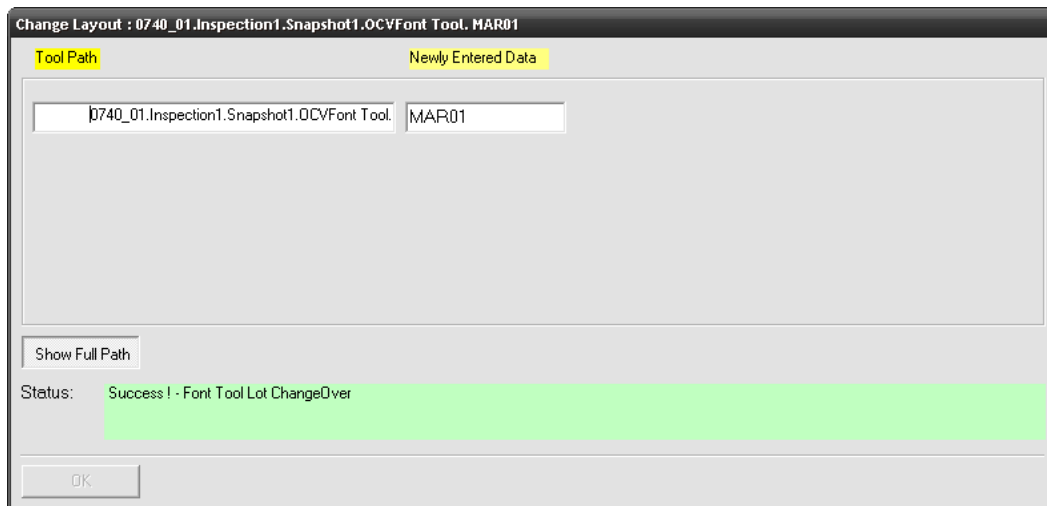 Change Layout : 0740_01.Inspection1.Snapshot1.OCVFont Tool. MAR01
Tool Path Newly Entered Data
0740_01.Inspection1.Snapshot1.OCVFont Tool. MAR01
Show Full Path
Status: Success ! - Font Tool Lot ChangeOver
OK